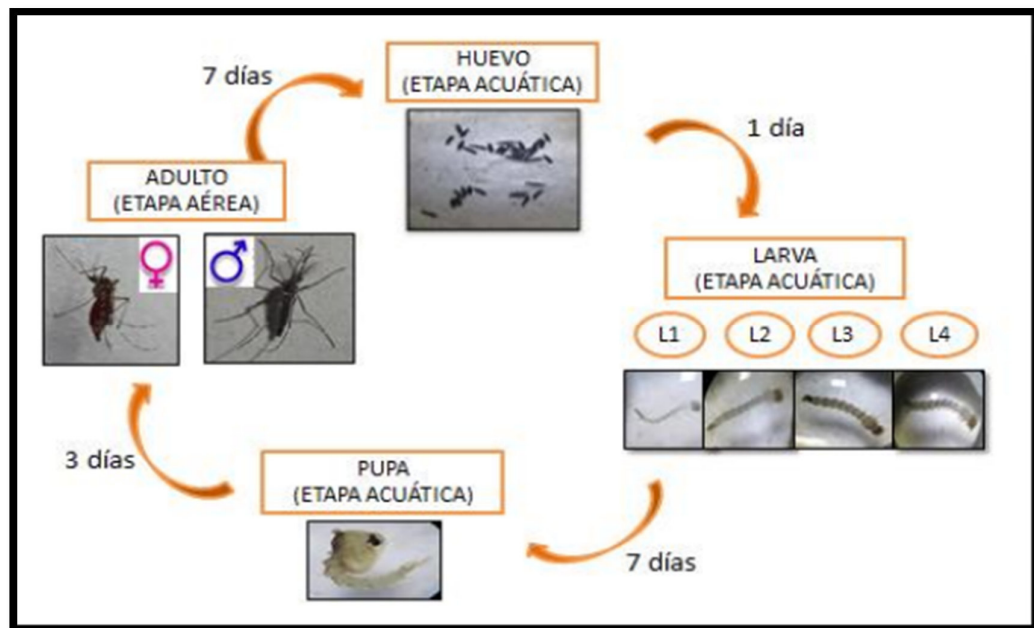 HUEVO
(ETAPA ACUÁTICA)
1 día
LARVA
(ETAPA ACUÁTICA)
L1 L2 L3 L4
7 días
PUPA
(ETAPA ACUÁTICA)
3 días
ADULTO
(ETAPA AÉREA)
7 días